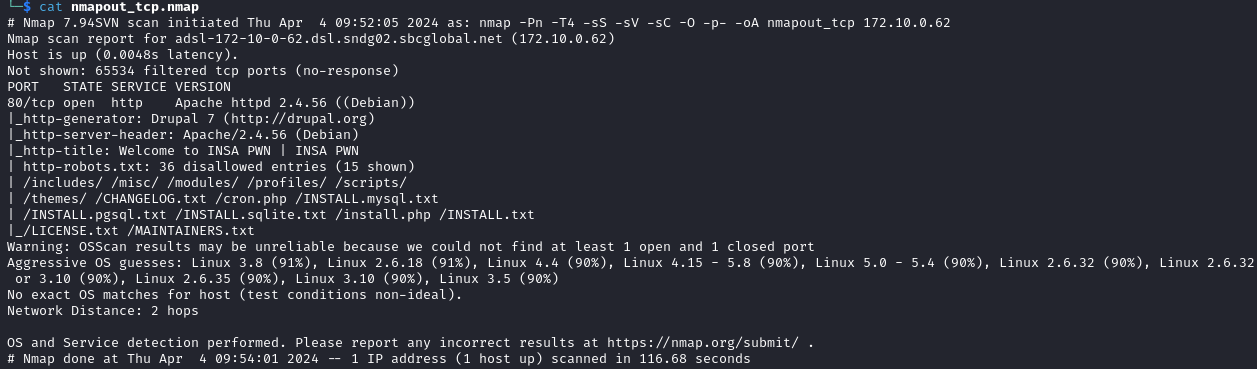 └─$ cat nmapout_tcp.nmap
# Nmap 7.94SVN scan initiated Thu Apr  4 09:52:05 2024 as: nmap -Pn -T4 -sS -sV -sC -O -p- -oA nmapout_tcp 172.10.0.62
Nmap scan report for adsl-172-10-0-62.dsl.sndg02.sbcglobal.net (172.10.0.62)
Host is up (0.0048s latency).
Not shown: 65534 filtered tcp ports (no-response)
PORT   STATE SERVICE VERSION
80/tcp open  http    Apache httpd 2.4.56 ((Debian))
|_http-generator: Drupal 7 (http://drupal.org)
|_http-server-header: Apache/2.4.56 (Debian)
|_http-title: Welcome to INSA PWN | INSA PWN
| http-robots.txt: 36 disallowed entries (15 shown)
| /includes/ /misc/ /modules/ /profiles/ /scripts/
| /themes/ /CHANGELOG.txt /cron.php /INSTALL.mysql.txt
| /INSTALL.pgsql.txt /INSTALL.sqlite.txt /install.php /INSTALL.txt
|_/LICENSE.txt /MAINTAINERS.txt
Warning: OSScan results may be unreliable because we could not find at least 1 open and 1 closed port
Aggressive OS guesses: Linux 3.8 (91%), Linux 2.6.18 (91%), Linux 4.4 (90%), Linux 4.15 - 5.8 (90%), Linux 5.0 - 5.4 (90%), Linux 2.6.32 (90%), Linux 2.6.32
 or 3.10 (90%), Linux 2.6.35 (90%), Linux 3.10 (90%), Linux 3.5 (90%)
No exact OS matches for host (test conditions non-ideal).
Network Distance: 2 hops
OS and Service detection performed. Please report any incorrect results at https://nmap.org/submit/ .
# Nmap done at Thu Apr  4 09:54:01 2024 -- 1 IP address (1 host up) scanned in 116.68 seconds